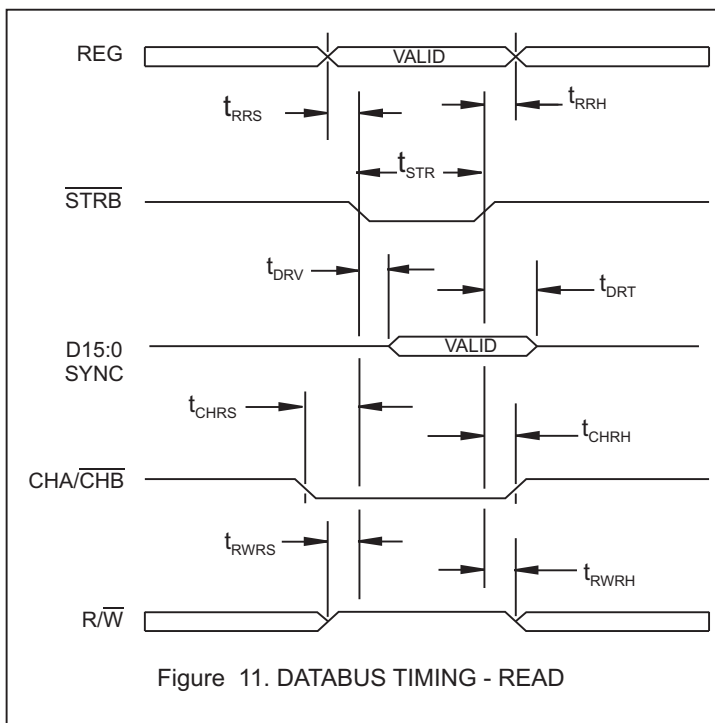 REG
VALID
tRRS
tRRH
tSTR
STRB
tDRV
tDRT
D15:0
SYNC
VALID
tCHRS
tCHRH
CHA/CHB
tRWRS
tRWRH
R/W
Figure 11. DATABUS TIMING - READ